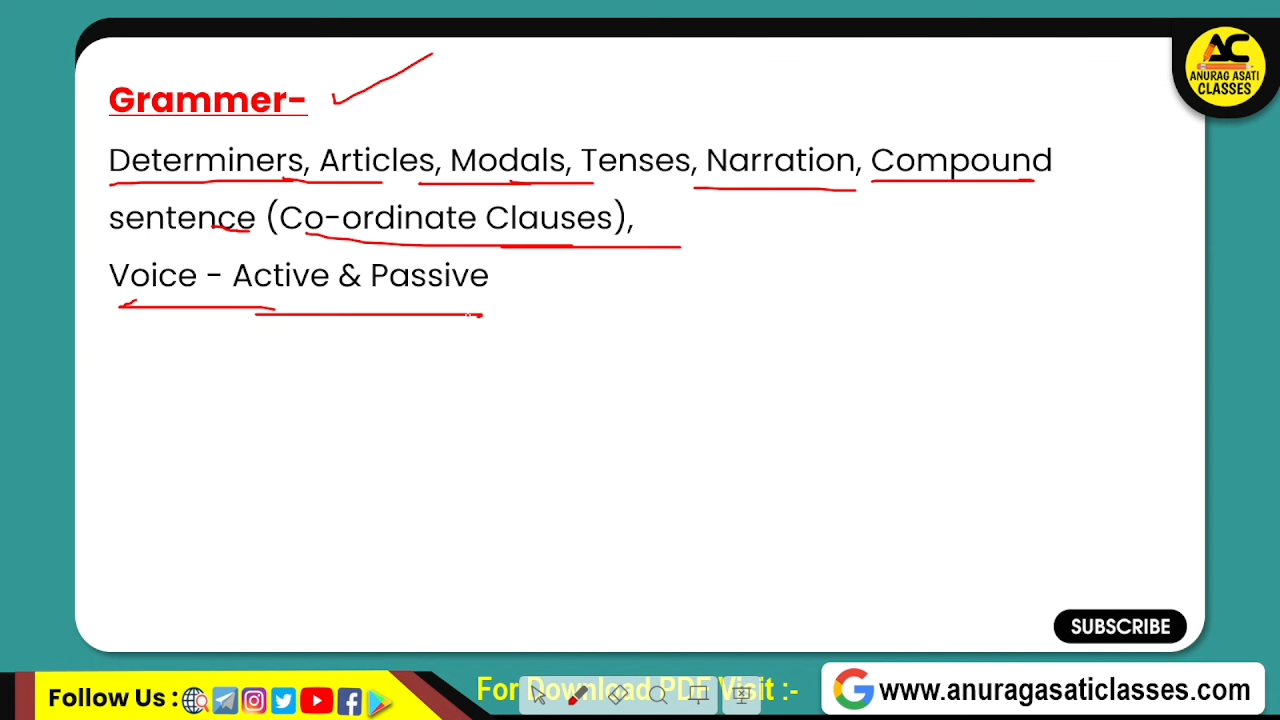 AC
ANURAG ASATI
CLASSES
Grammer-
Determiners, Articles, Modals, Tenses, Narration, Compound
sentence (Co-ordinate Clauses),
Voice - Active & Passive
SUBSCRIBE
Follow Us :
For Download PDF Visit :-
www.anuragasaticlasses.com